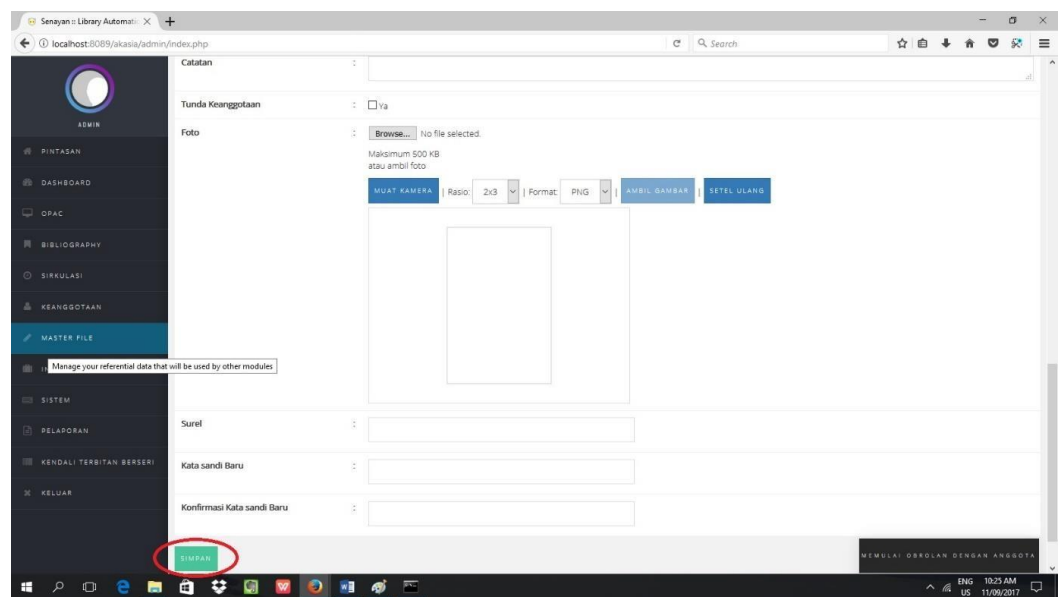 Senayan :: Library Automatic
localhost:8089/akasia/admin/index.php
Search
ADMIN
PINTASAN
DASHBOARD
OPAC
BIBLIOGRAPHY
SIRKULASI
KEANGGOTAAN
MASTER FILE
Manage your referential data that will be used by other modules
SISTEM
PELAPORAN
KENDALI TERBITAN BERSERI
KELUAR
Catatan :
Tunda Keanggotaan : Ya
Foto : Browse... No file selected.
Maksimum 500 KB
atau ambil foto
MUAT KAMERA | Rasio: 2x3 | Format: PNG | AMBIL GAMBAR | SETEL ULANG
Surel :
Kata sandi Baru :
Konfirmasi Kata sandi Baru :
SIMPAN
MEMULAI OBROLAN DENGAN ANGGOTA
ENG 10:25 AM
US 11/09/2017